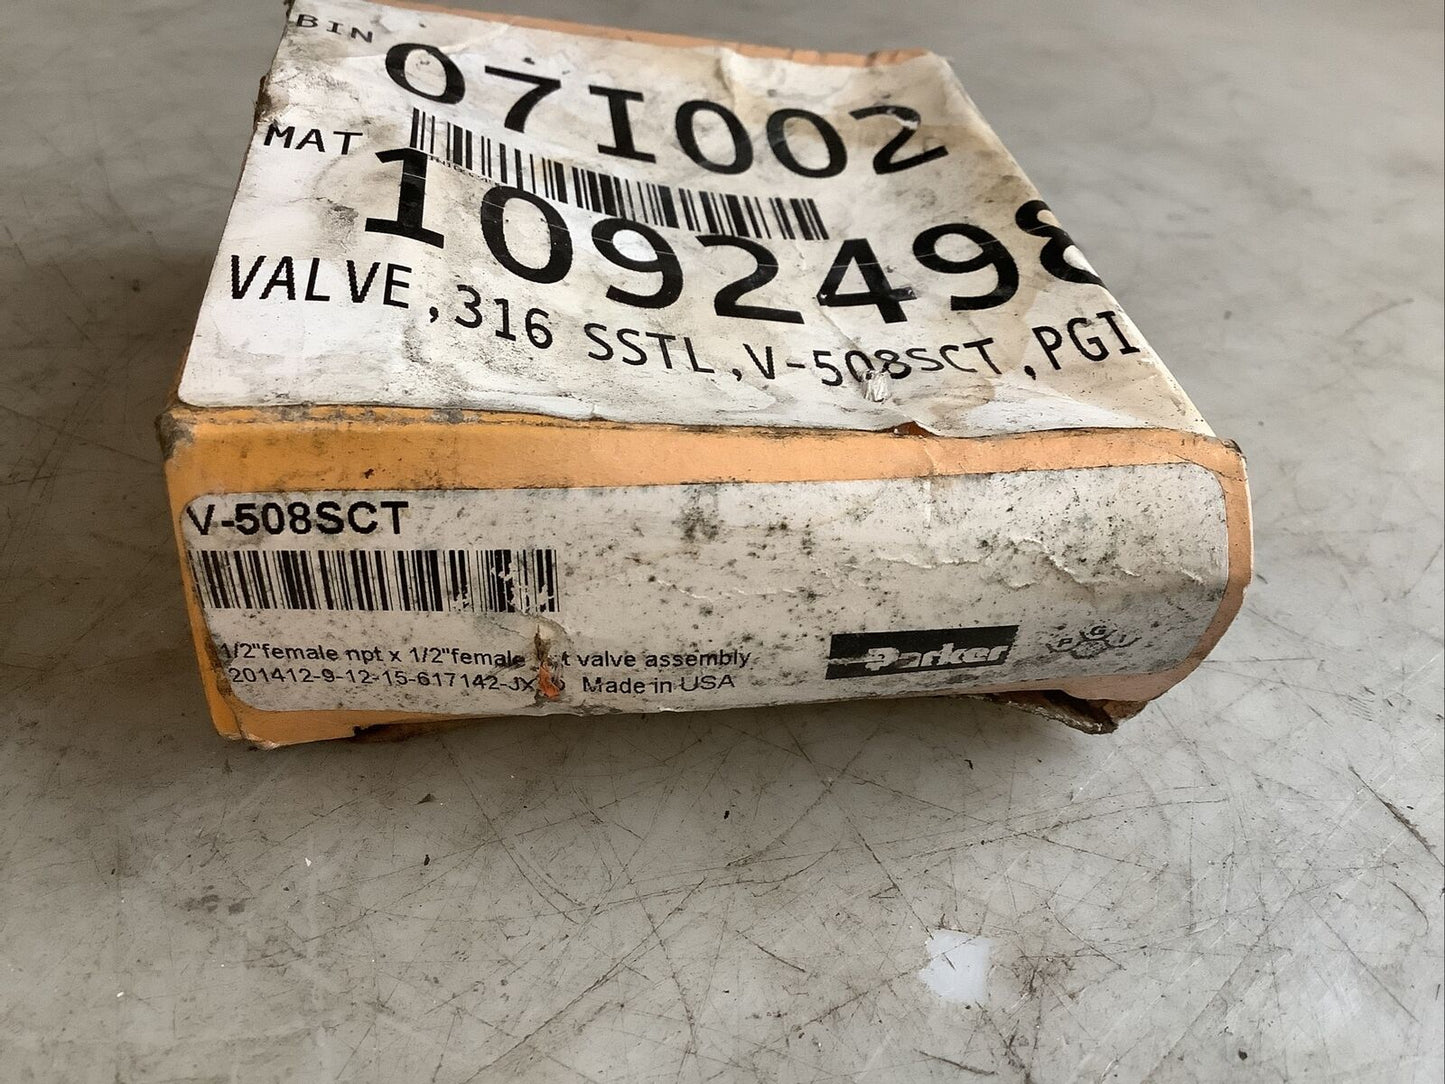 BIN 07I002
MAT 1092498
VALVE,316 SSTL,V-508SCT,PGI
V-508SCT
1/2"female npt x 1/2"female valve assembly
201412-9-12-15-617142- Made in USA
Parker
PGI